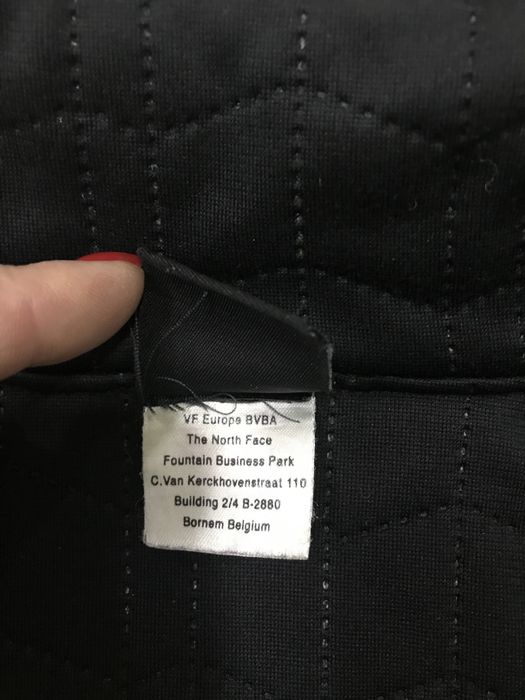 VF Europe BVBA
The North Face
Fountain Business Park
C.Van Kerckhovenstraat 110
Building 2/4 B-2880
Bornem Belgium